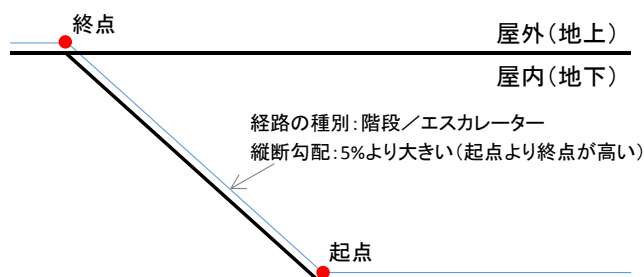 終点
屋外(地上)
屋内(地下)
経路の種別:階段/エスカレーター
縦断勾配:5%より大きい(起点より終点が高い)
起点